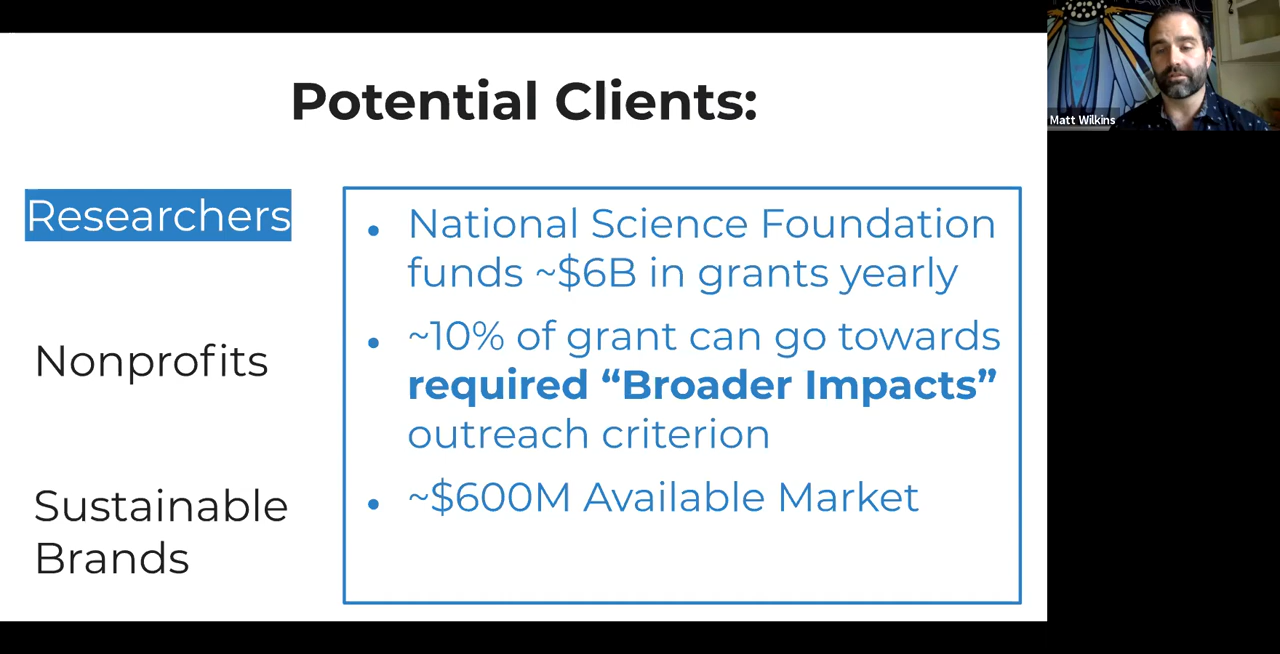 Potential Clients:
Researchers
Nonprofits
Sustainable
Brands
• National Science Foundation
funds ~$6B in grants yearly
• ~10% of grant can go towards
required “Broader Impacts”
outreach criterion
• ~$600M Available Market
Matt Wilkins